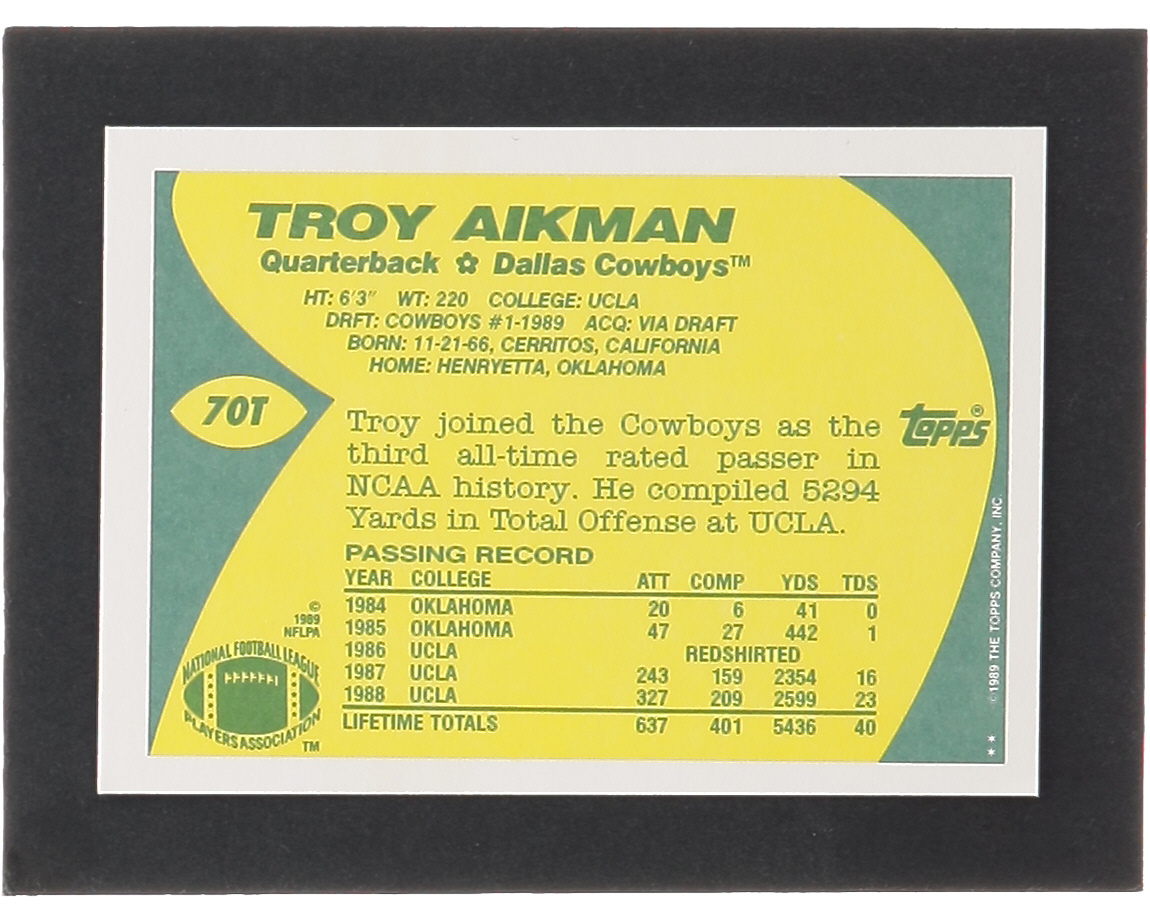 TROY AIKMAN
Quarterback ✿ Dallas Cowboys™
HT: 6'3" WT: 220 COLLEGE: UCLA
DRFT: COWBOYS #1-1989 ACQ: VIA DRAFT
BORN: 11-21-66, CERRITOS, CALIFORNIA
HOME: HENRYETTA, OKLAHOMA
70T
topps®
Troy joined the Cowboys as the
third all-time rated passer in
NCAA history. He compiled 5294
Yards in Total Offense at UCLA.
PASSING RECORD
YEAR COLLEGE ATT COMP YDS TDS
1984 OKLAHOMA 20 6 41 0
1985 OKLAHOMA 47 27 442 1
1986 UCLA REDSHIRTED
1987 UCLA 243 159 2354 16
1988 UCLA 327 209 2599 23
LIFETIME TOTALS 637 401 5436 40
©
1989
NFLPA
NATIONAL FOOTBALL LEAGUE
PLAYERS ASSOCIATION
TM
© 1989 THE TOPPS COMPANY, INC.
* *